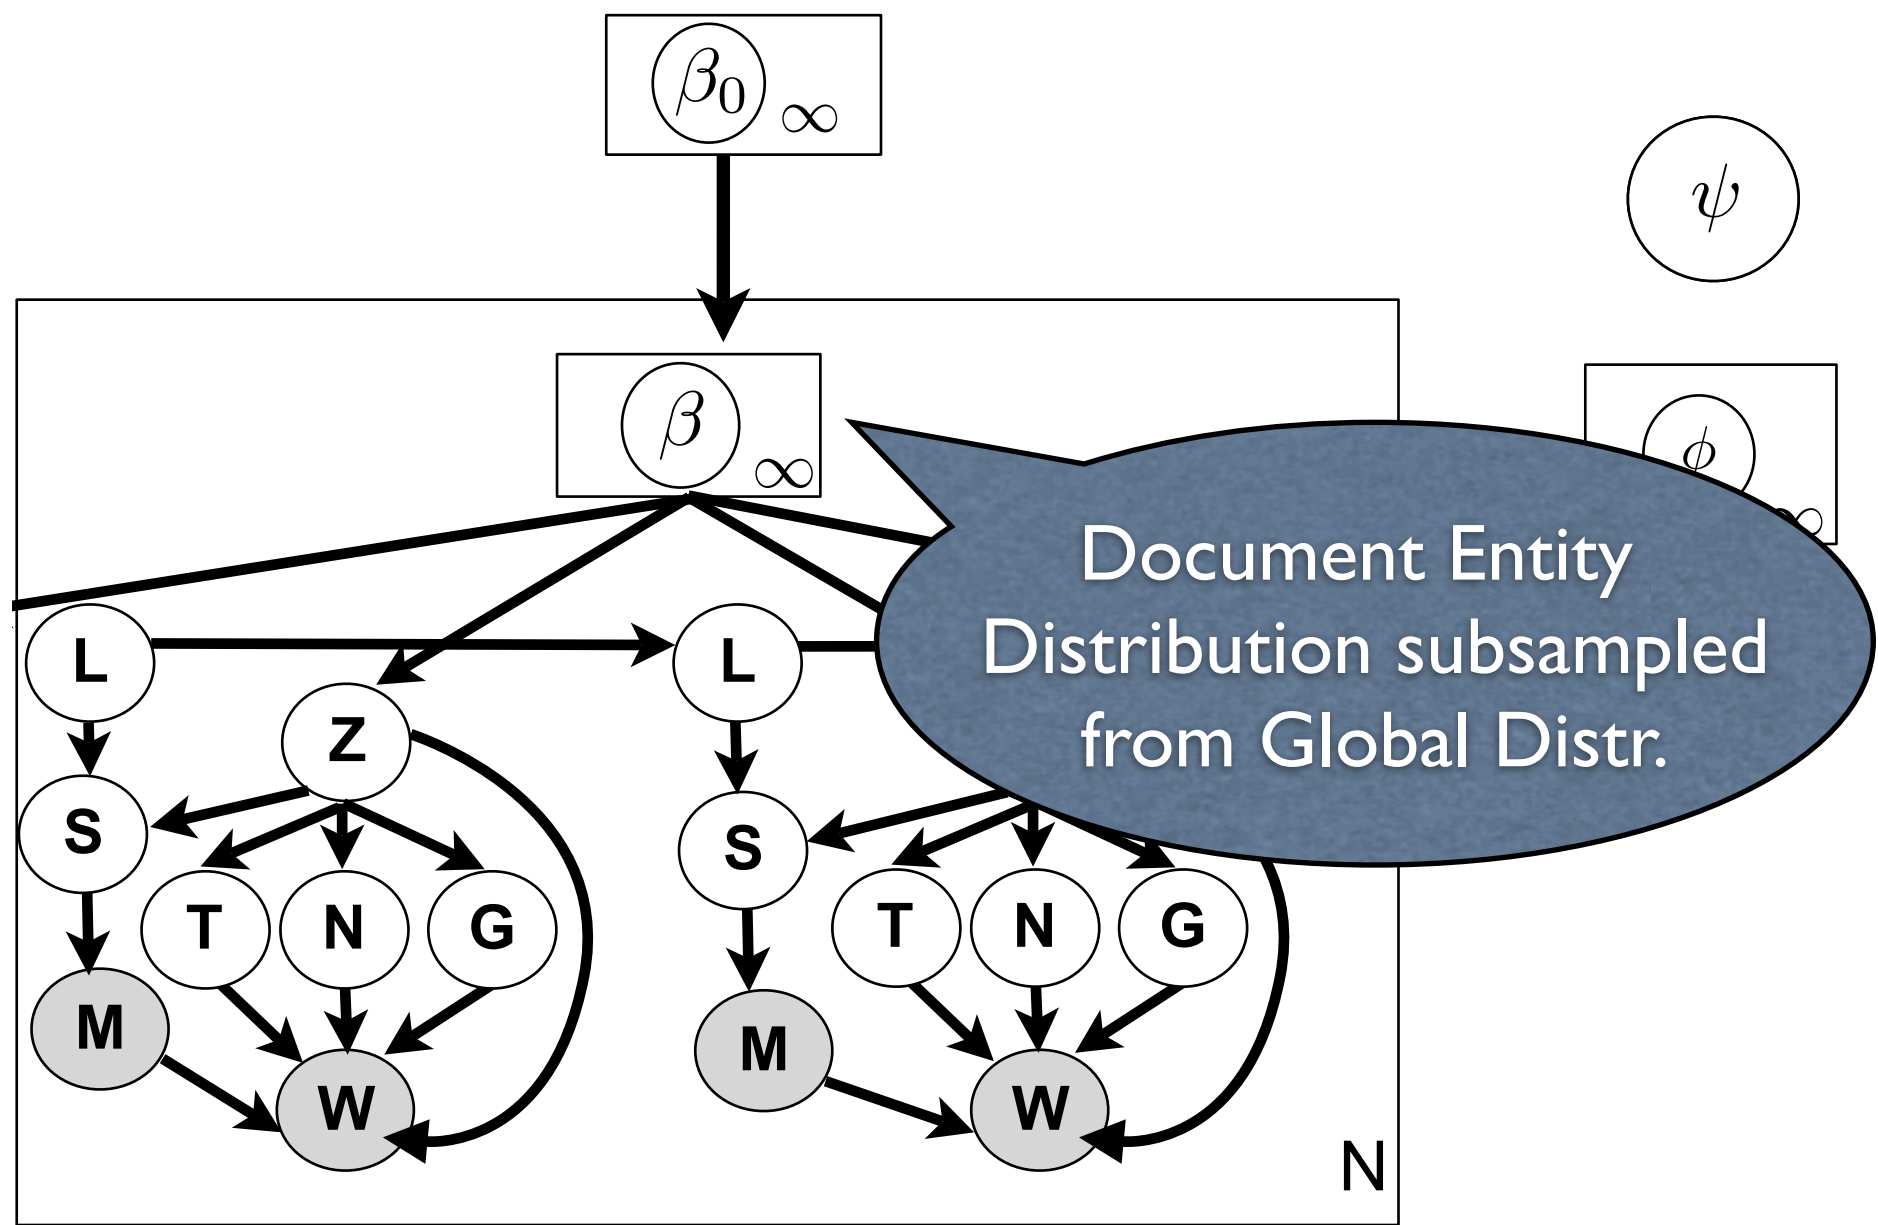 β₀ ∞
ψ
β ∞
ϕ ∞
Document Entity
Distribution subsampled
from Global Distr.
L L
Z
S S
T N G T N G
M M
W W
N